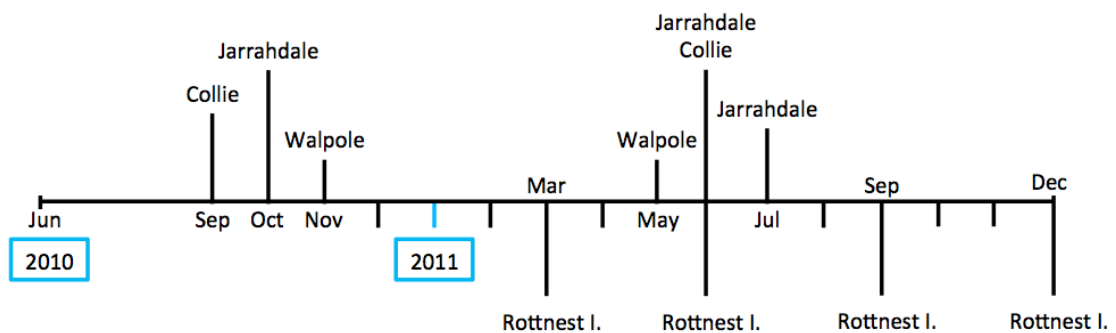 Jarrahdale
Collie
Jarrahdale
Collie
Jarrahdale
Walpole
Walpole
Mar
Sep
Dec
Jun
Sep
Oct
Nov
May
Jul
2010
2011
Rottnest I.
Rottnest I.
Rottnest I.
Rottnest I.